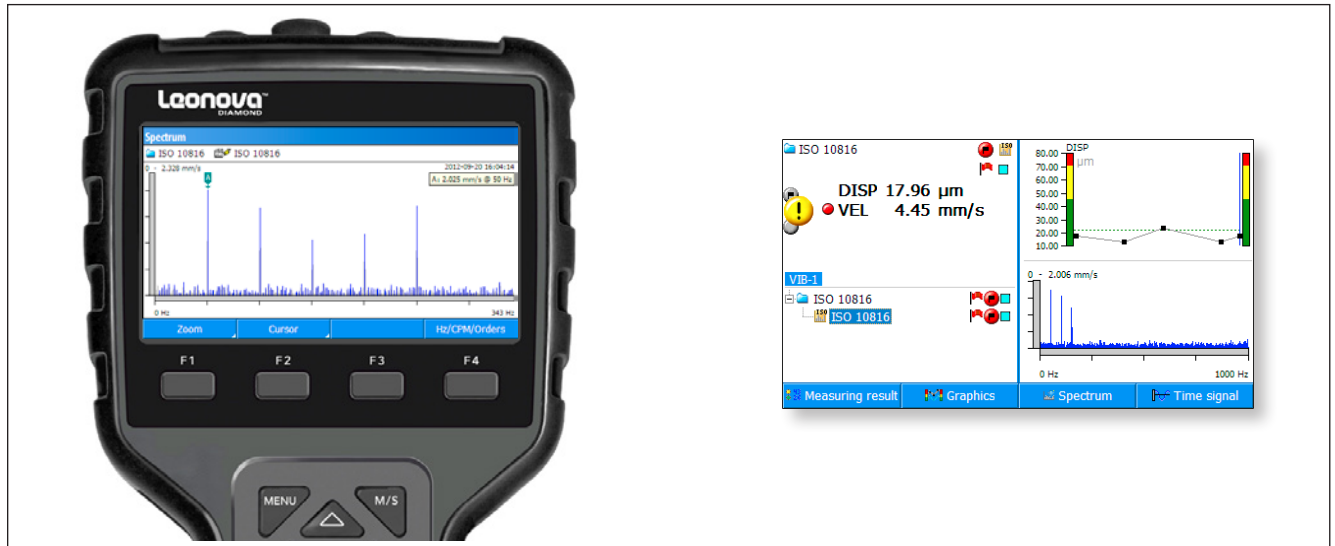 Leonova™
DIAMOND
Spectrum
ISO 10816 ISO 10816
0 - 2.328 mm/s 2012-09-20 16:04:14
A: 2.025 mm/s @ 50 Hz
A
0 Hz 343 Hz
Zoom Cursor Hz/CPM/Orders
F1 F2 F3 F4
MENU M/S
ISO 10816 ISO
DISP 17.96 µm
VEL 4.45 mm/s
VIB-1
ISO 10816
ISO ISO 10816
DISP
80.00 µm
70.00
60.00
50.00
40.00
30.00
20.00
10.00
0 - 2.006 mm/s
0 Hz 1000 Hz
Measuring result Graphics Spectrum Time signal